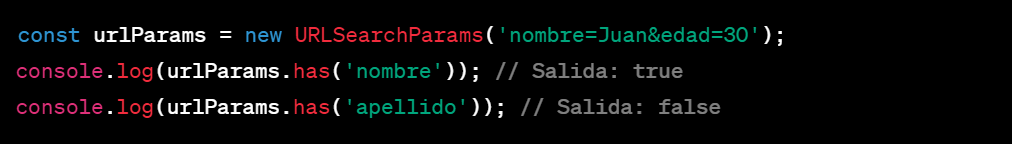 const urlParams = new URLSearchParams('nombre=Juan&edad=30');
console.log(urlParams.has('nombre')); // Salida: true
console.log(urlParams.has('apellido')); // Salida: false